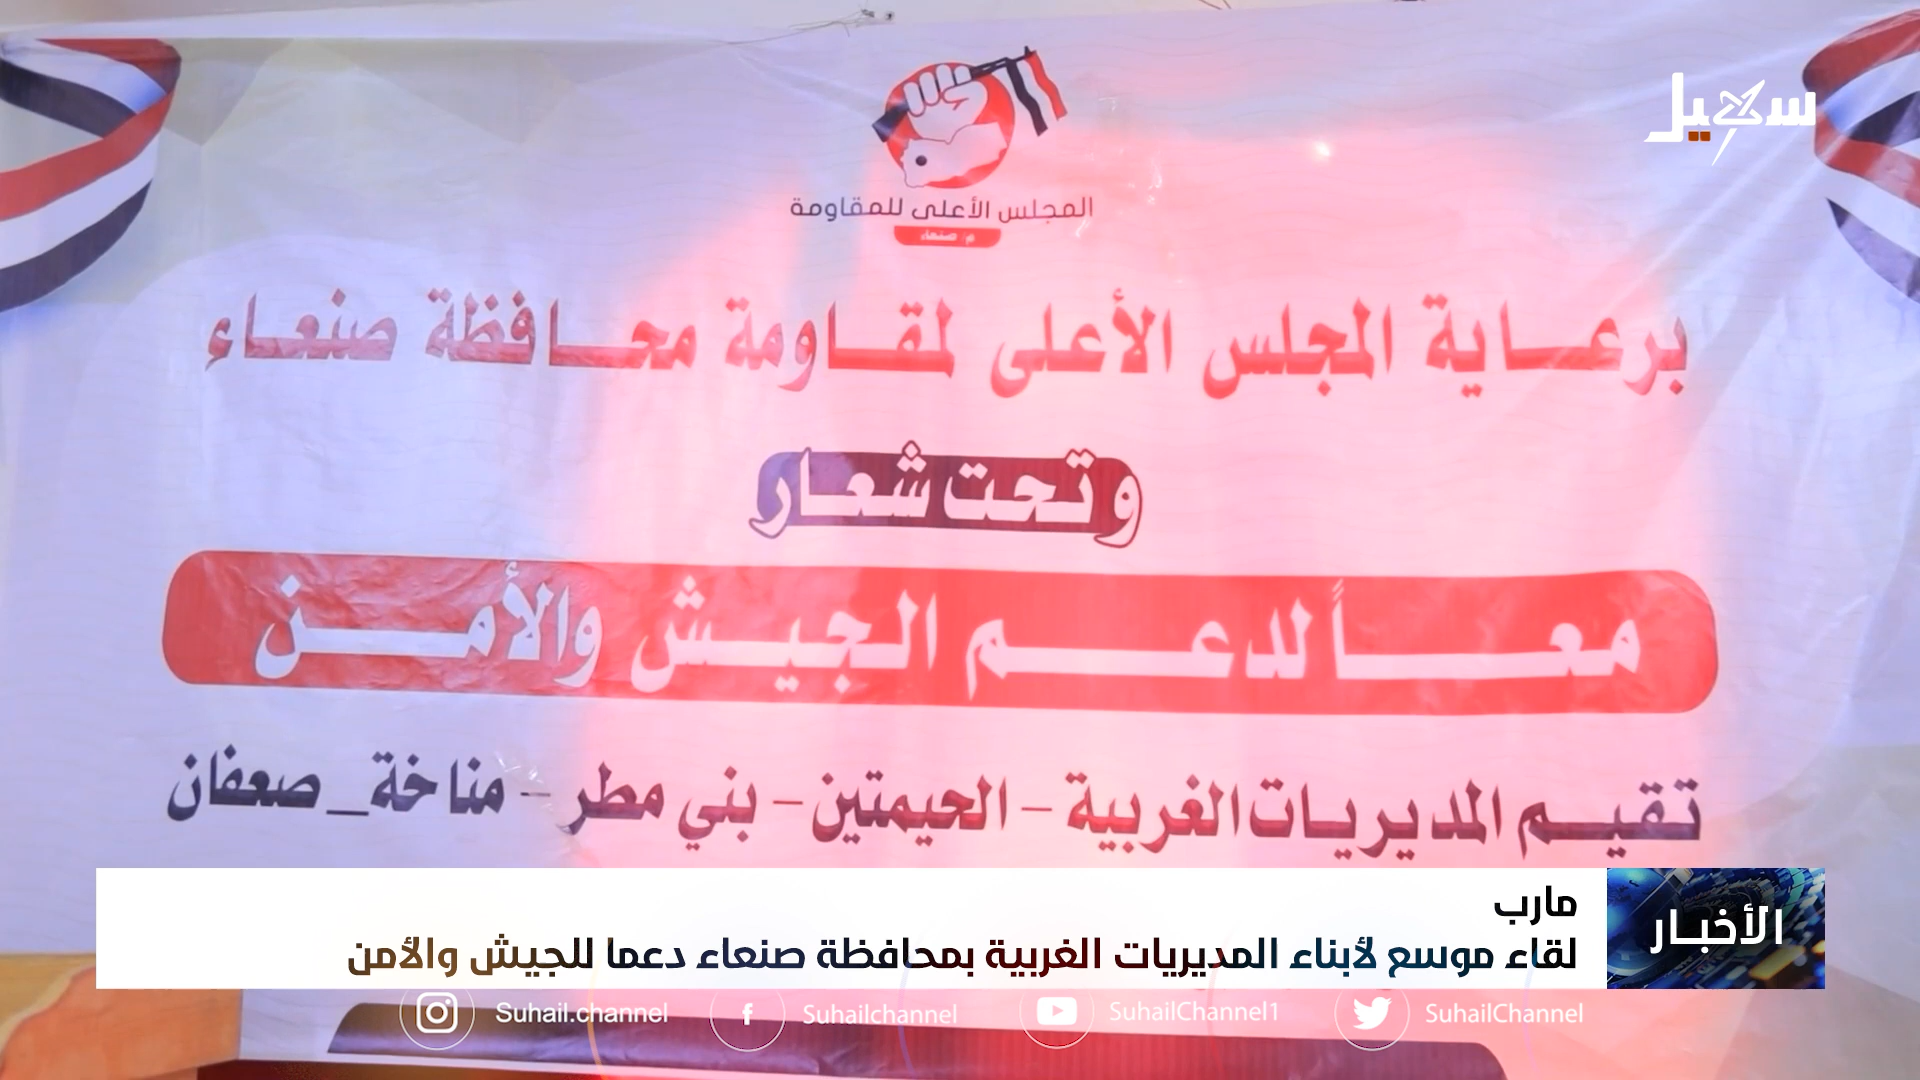 سهيل
المجلس الأعلى للمقاومة
م. صنعاء
برعاية المجلس الأعلى لمقاومة محافظة صنعاء
وتحت شعار
معاً لدعم الجيش والأمن
تقيم المديريات الغربية - الحيمتين - بني مطر - مناخة _ صعفان
الأخبار
مارب
لقاء موسع لأبناء المديريات الغربية بمحافظة صنعاء دعما للجيش والأمن
Suhail.channel Suhailchannel SuhailChannel1 SuhailChannel